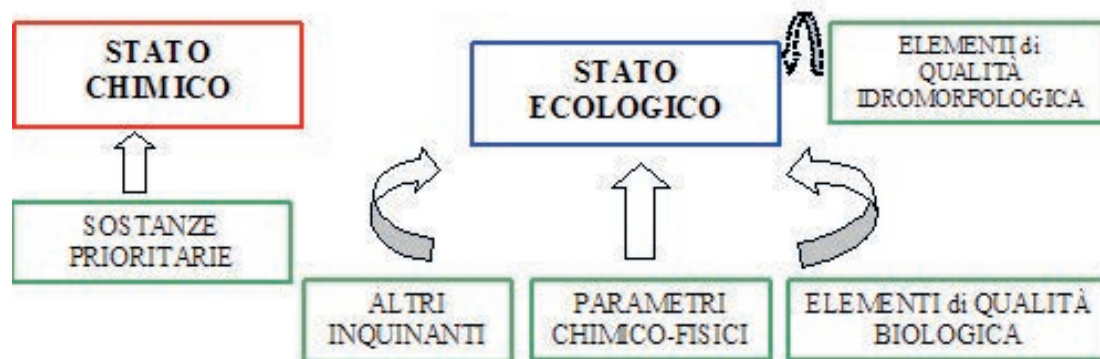 STATO
CHIMICO
STATO
ECOLOGICO
ELEMENTI di
QUALITÀ
IDROMORFOLOGICA
SOSTANZE
PRIORITARIE
ALTRI
INQUINANTI
PARAMETRI
CHIMICO-FISICI
ELEMENTI di QUALITÀ
BIOLOGICA